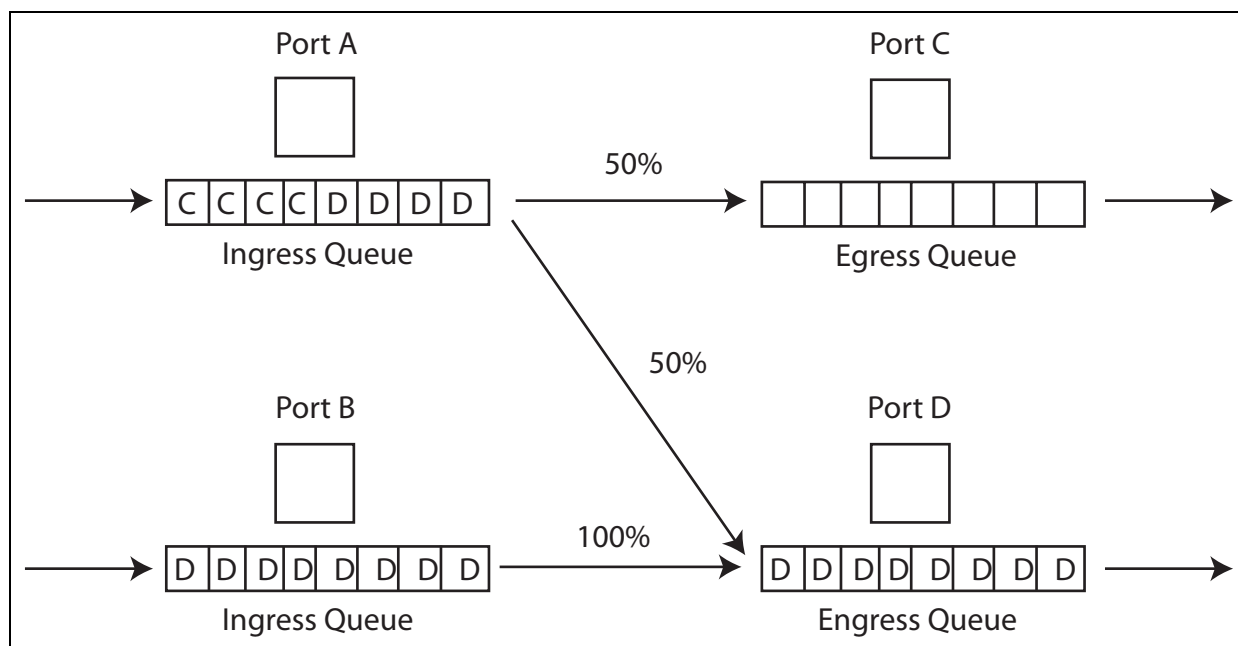 Port A
Port C
50%
C C C C D D D D
Ingress Queue
Egress Queue
50%
Port B
Port D
100%
D D D D D D D D
D D D D D D D D
Ingress Queue
Engress Queue